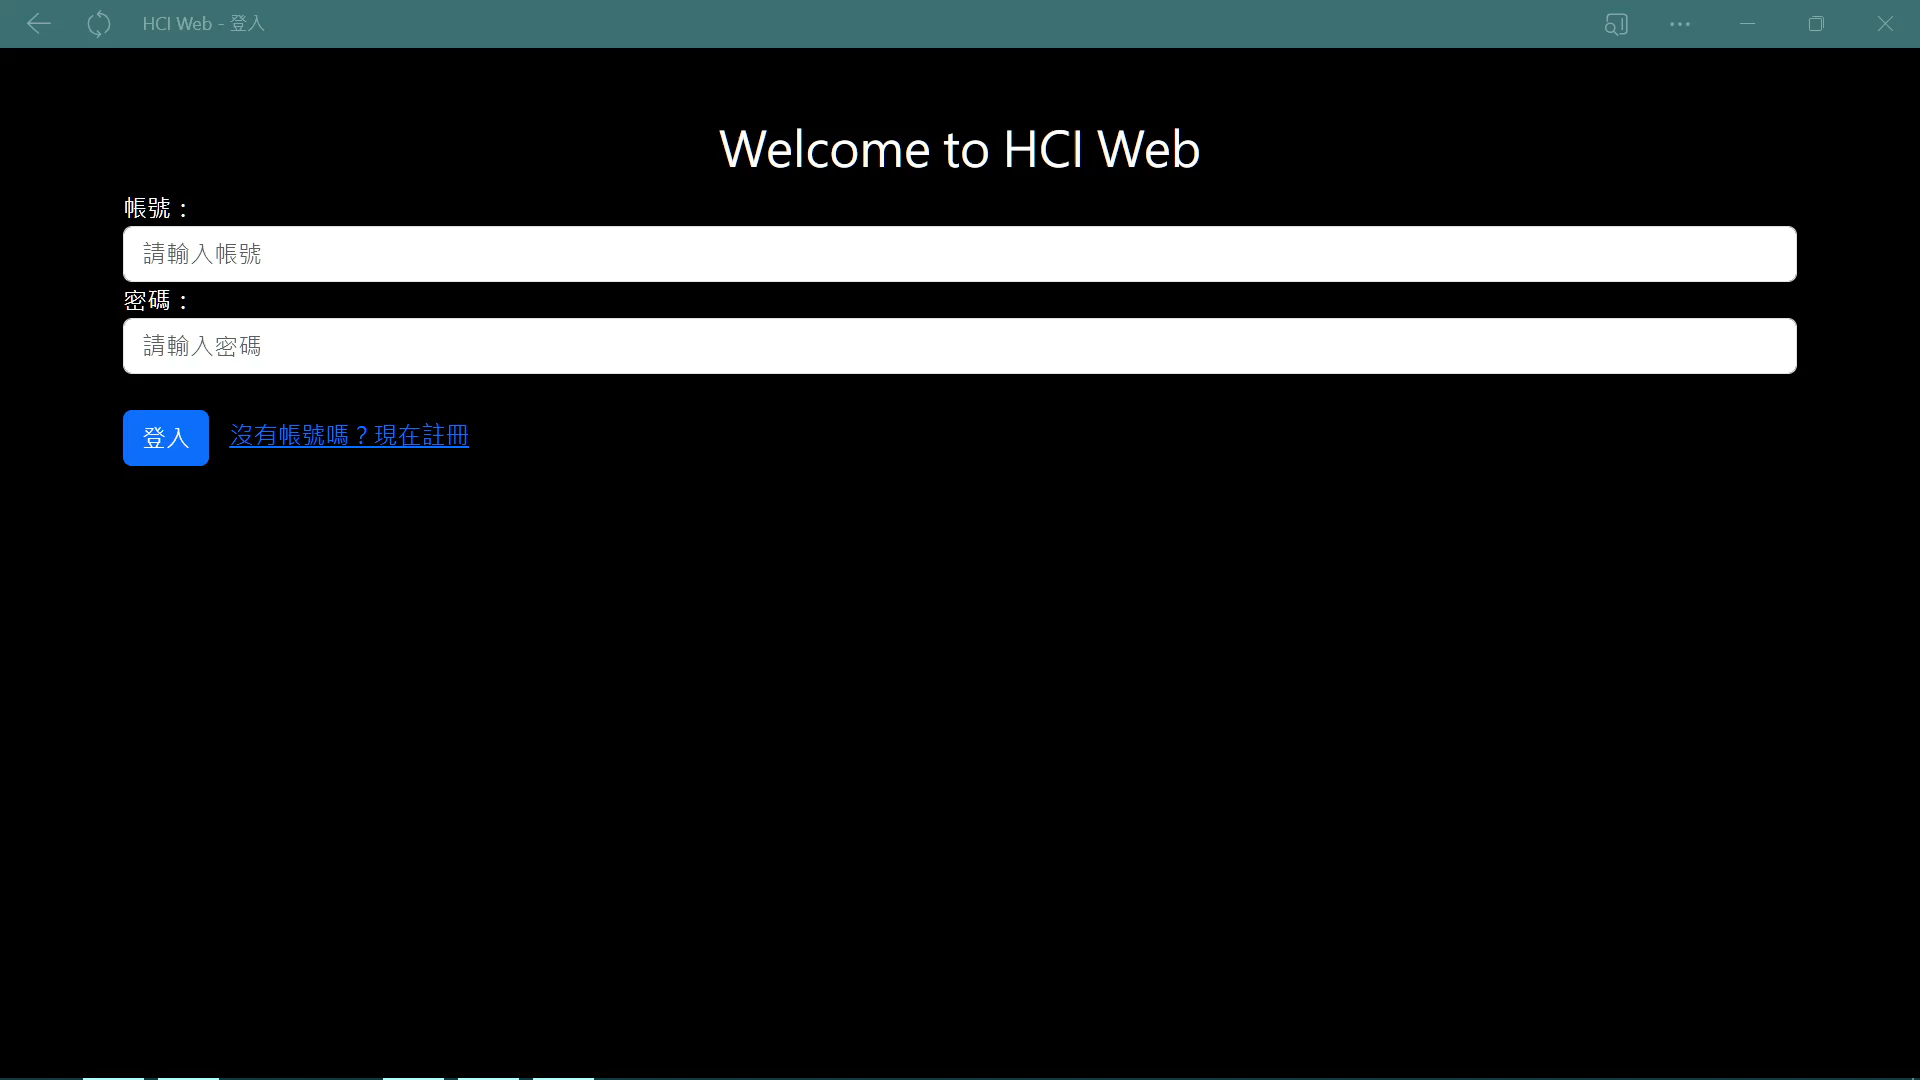 HCI Web - 登入
Welcome to HCI Web
帳號：
請輸入帳號
密碼：
請輸入密碼
登入 沒有帳號嗎？現在註冊